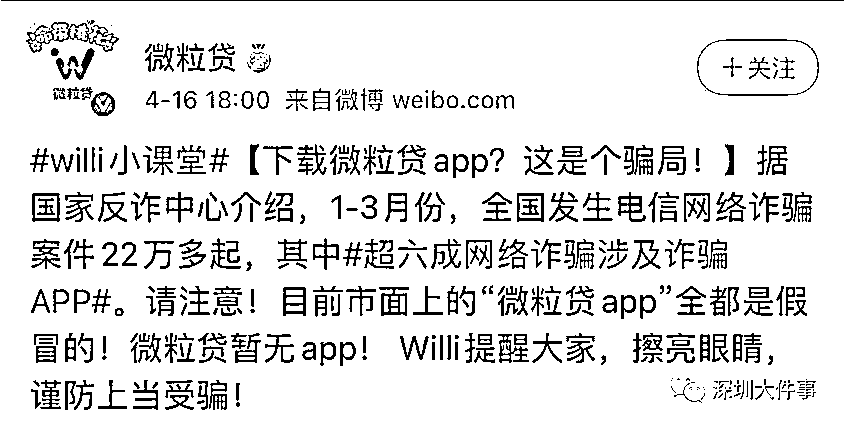 微粒贷
4-16 18:00 来自微博 weibo.com
+关注
微粒贷
#willi小课堂#【下载微粒贷app？这是个骗局！】据
国家反诈中心介绍，1-3月份，全国发生电信网络诈骗
案件22万多起，其中#超六成网络诈骗涉及诈骗
APP#。请注意！目前市面上的“微粒贷app”全都是假
冒的！微粒贷暂无app！ Willi提醒大家，擦亮眼睛，
谨防上当受骗！
深圳大件事